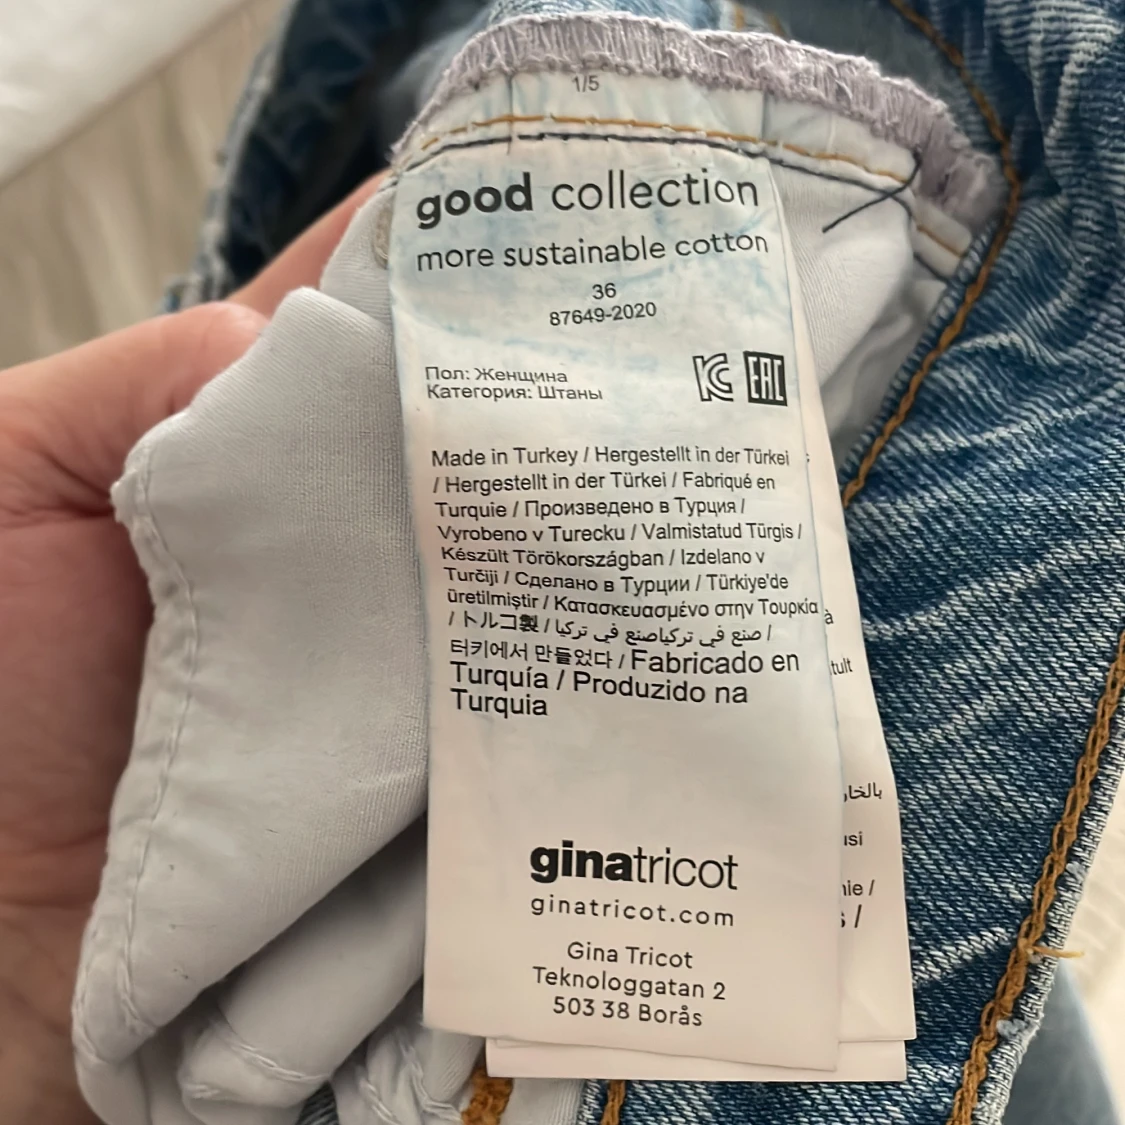 1/5
good collection
more sustainable cotton
36
87649-2020
Пол: Женщина
Категория: Штаны
EAC
Made in Turkey / Hergestellt in der Türkei
/ Hergestellt in der Türkei / Fabriqué en
Turquie / Произведено в Турция /
Vyrobeno v Turecku / Valmistatud Türgis /
Készült Törökországban / Izdelano v
Turčiji / Сделано в Турции / Türkiye'de
üretilmiştir / Κατασκευασμένο στην Τουρκία
/ トルコ製 / صنع في تركياصنع في تركيا /
터키에서 만들었다 / Fabricado en
Turquía / Produzido na
Turquia
ginatricot
ginatricot.com
Gina Tricot
Teknologgatan 2
503 38 Borås